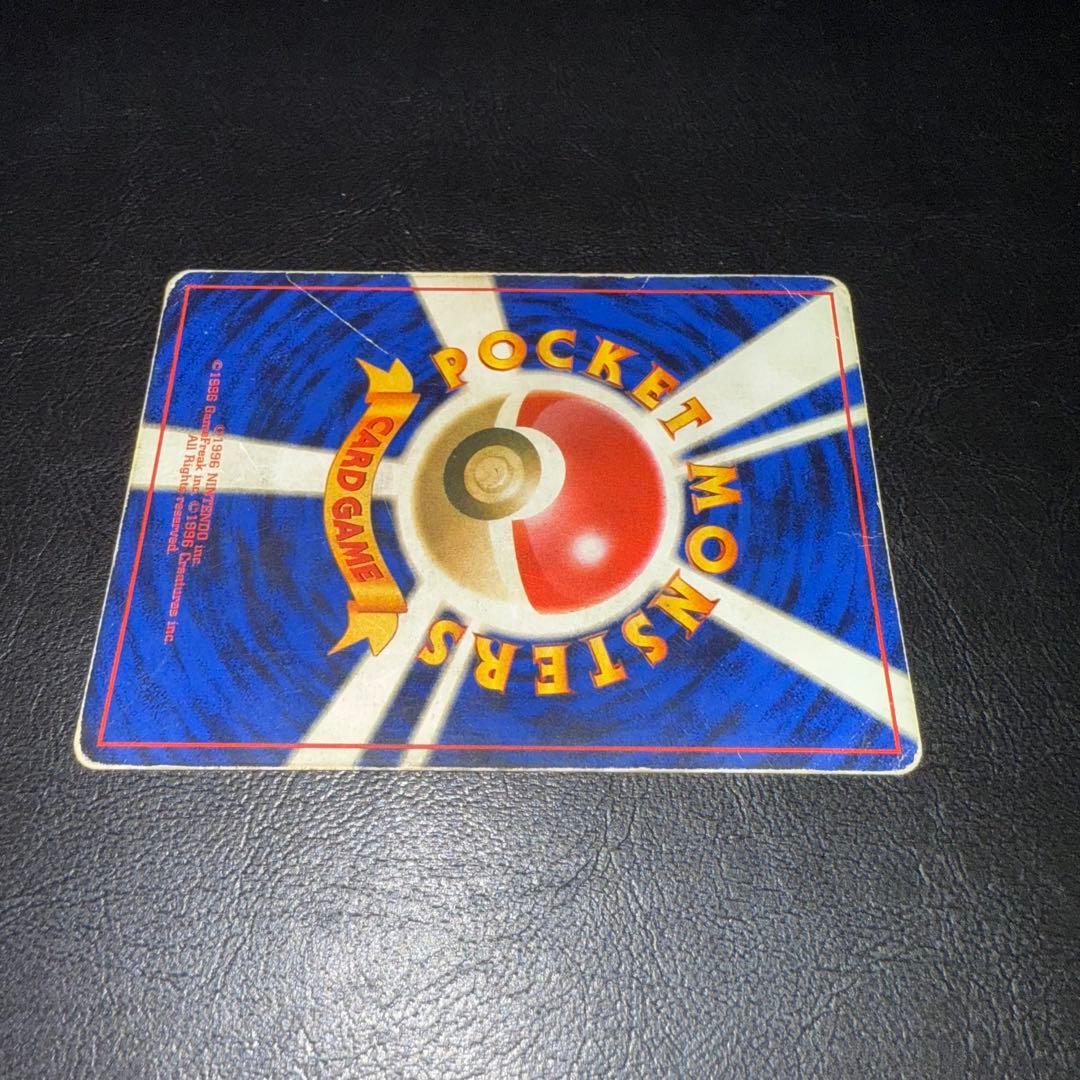 POCKET MONSTERS
CARD GAME
©1996 NINTENDO inc.
©1996 GameFreak inc. ©1996 Creatures inc.
All Rights reserved.